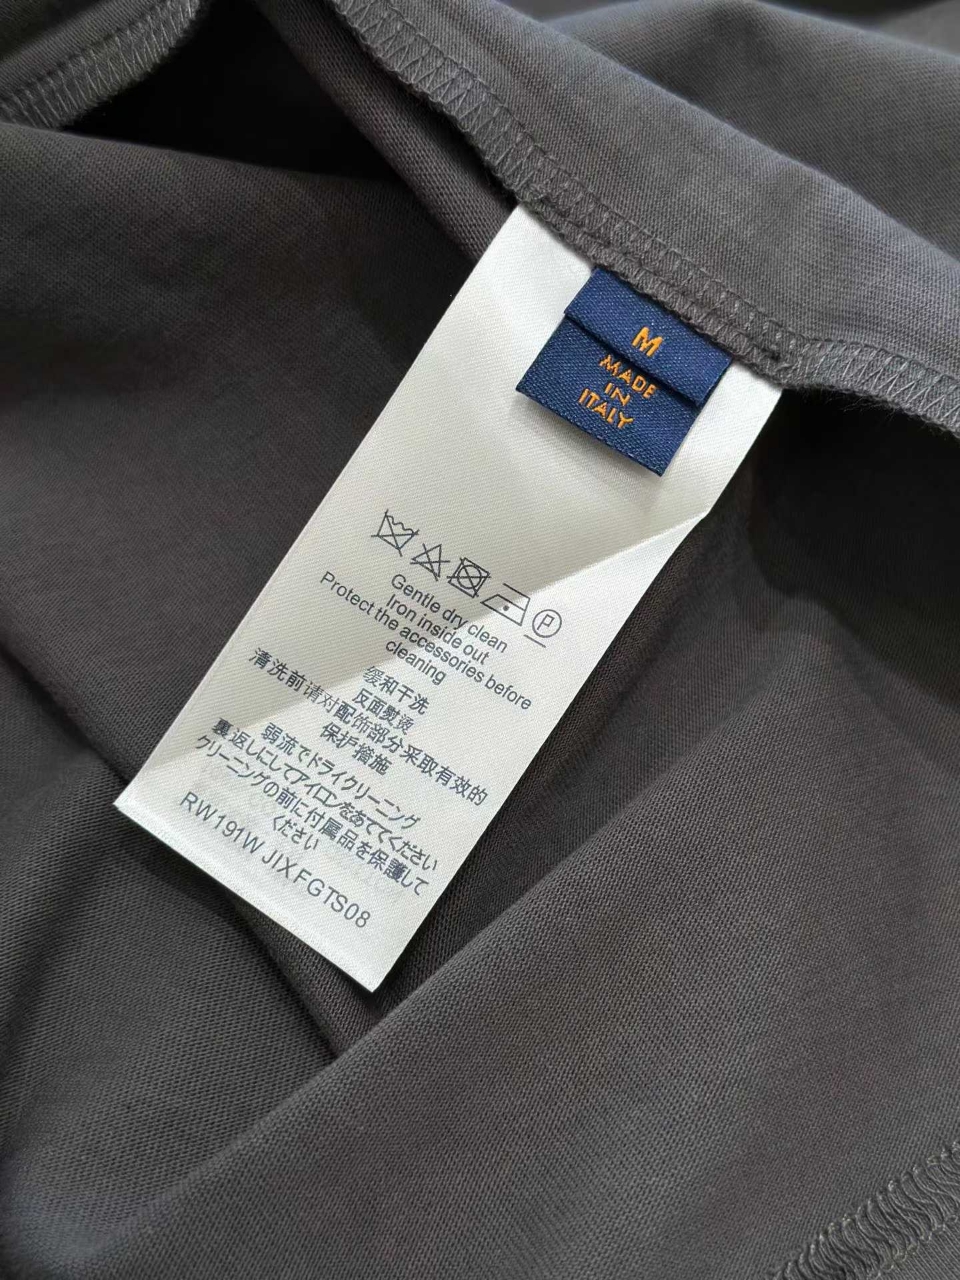 M
MADE
IN
ITALY
P
Gentle dry clean
Iron inside out
Protect the accessories before
cleaning
缓和干洗
反面熨烫
清洗前请对配饰部分采取有效的
保护措施
弱流でドライクリーニング
裏返しにしてアイロンをあててください
クリーニングの前に付属品を保護して
ください
RW191W JIX FGTS08